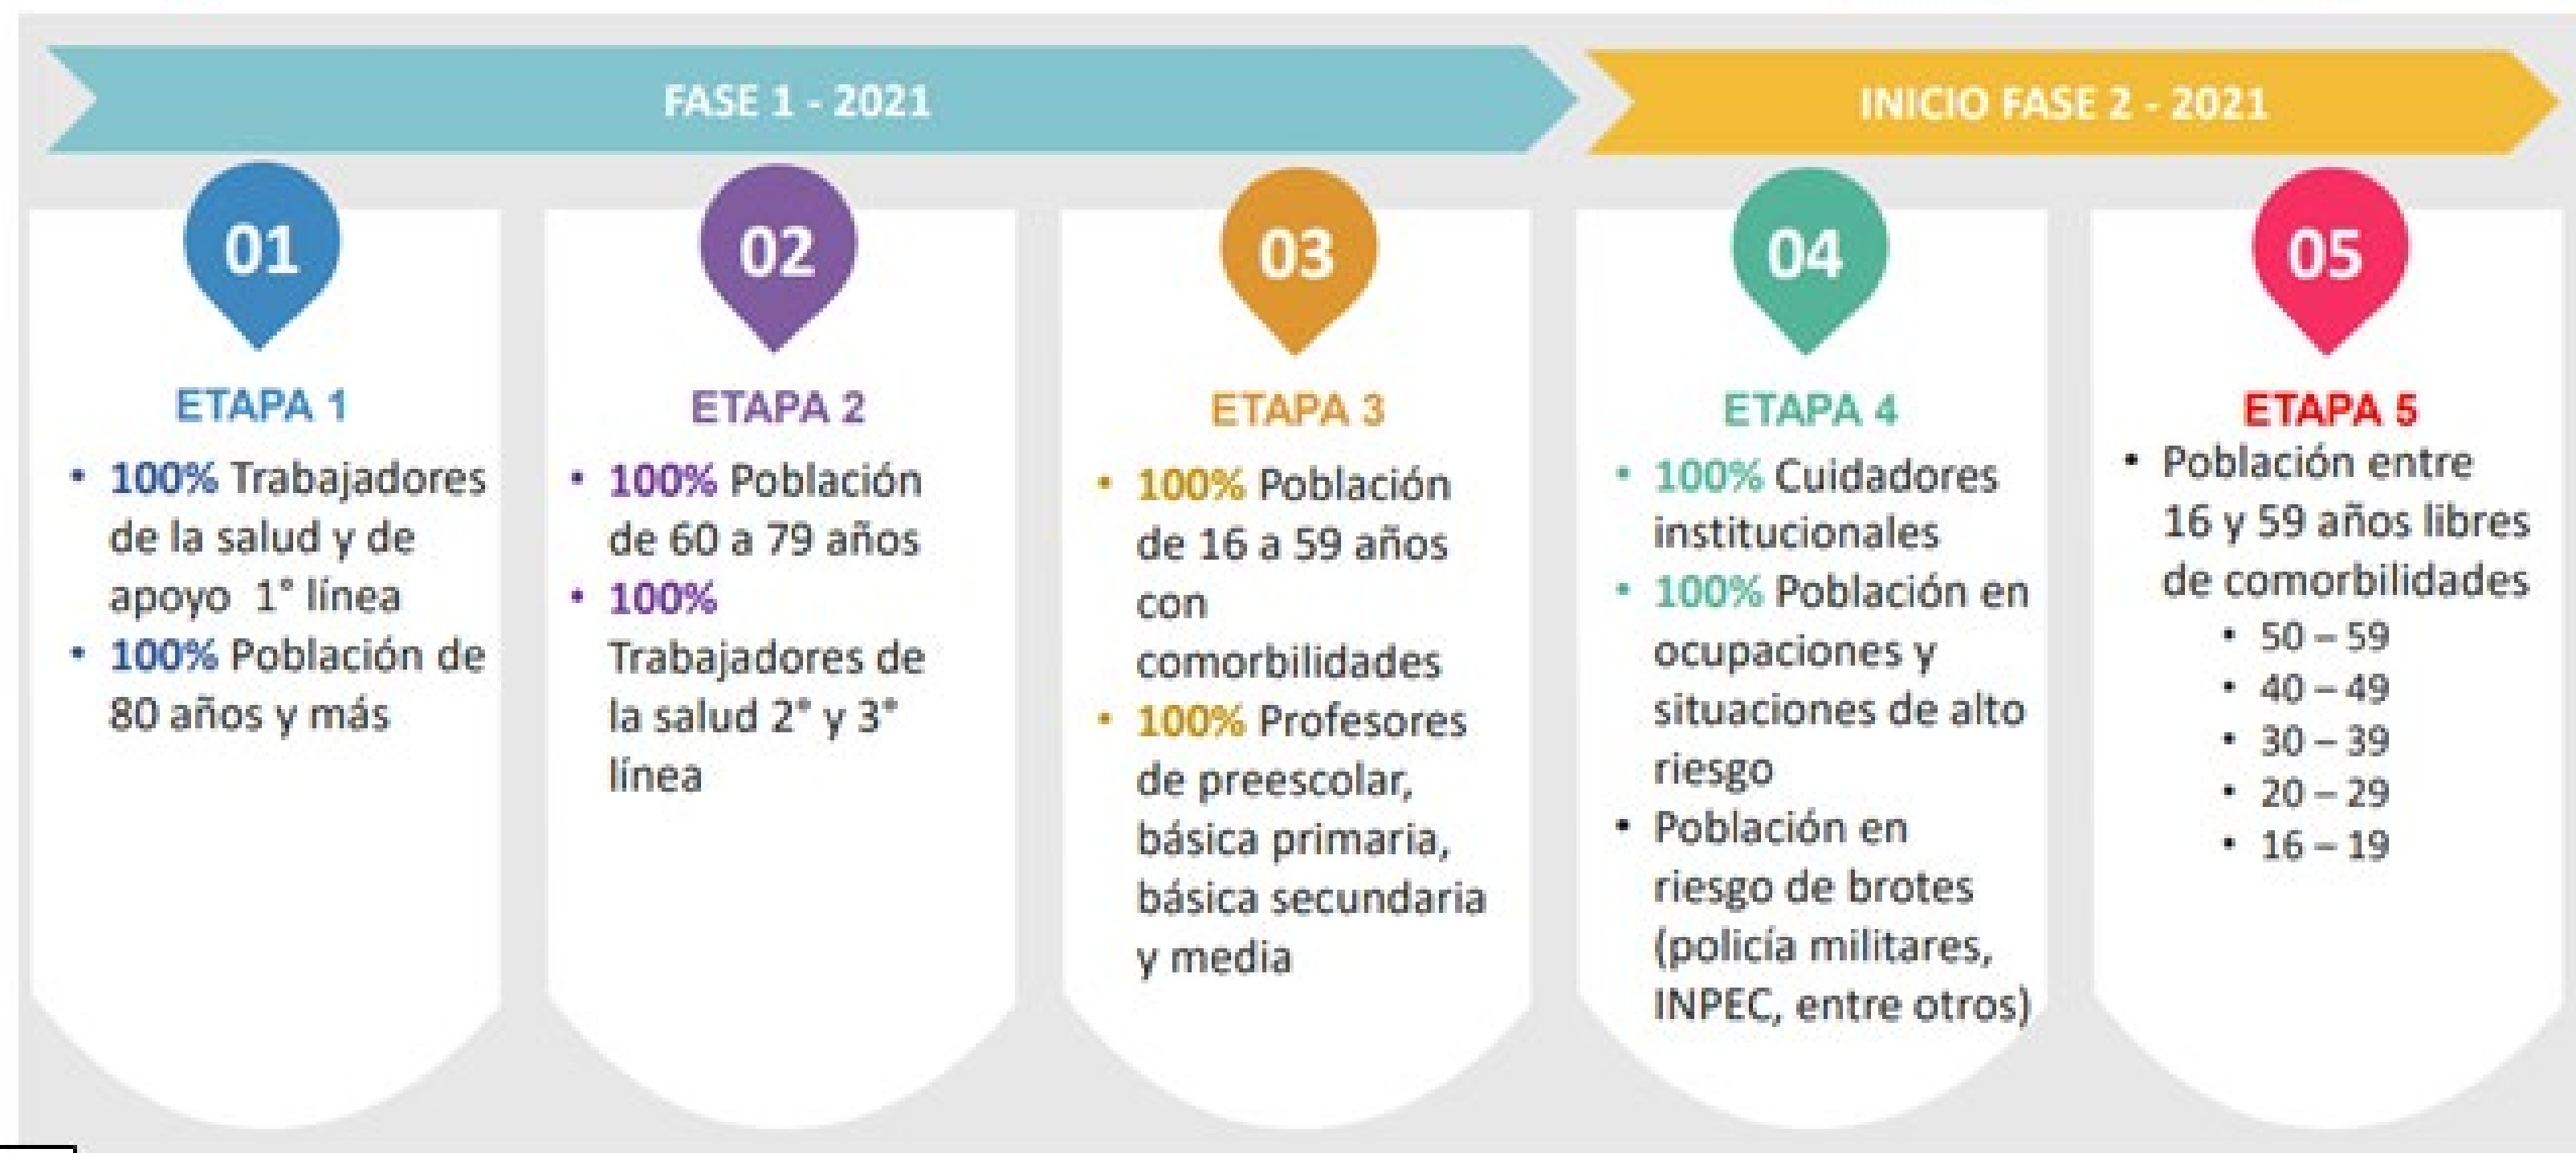 FASE 1 - 2021
INICIO FASE 2 - 2021
01
ETAPA 1
• 100% Trabajadores
de la salud y de
apoyo 1° línea
• 100% Población de
80 años y más
02
ETAPA 2
• 100% Población
de 60 a 79 años
• 100%
Trabajadores de
la salud 2° y 3°
línea
03
ETAPA 3
• 100% Población
de 16 a 59 años
con
comorbilidades
• 100% Profesores
de preescolar,
básica primaria,
básica secundaria
y media
04
ETAPA 4
• 100% Cuidadores
institucionales
• 100% Población en
ocupaciones y
situaciones de alto
riesgo
• Población en
riesgo de brotes
(policía militares,
INPEC, entre otros)
05
ETAPA 5
• Población entre
16 y 59 años libres
de comorbilidades
• 50 – 59
• 40 – 49
• 30 – 39
• 20 – 29
• 16 – 19